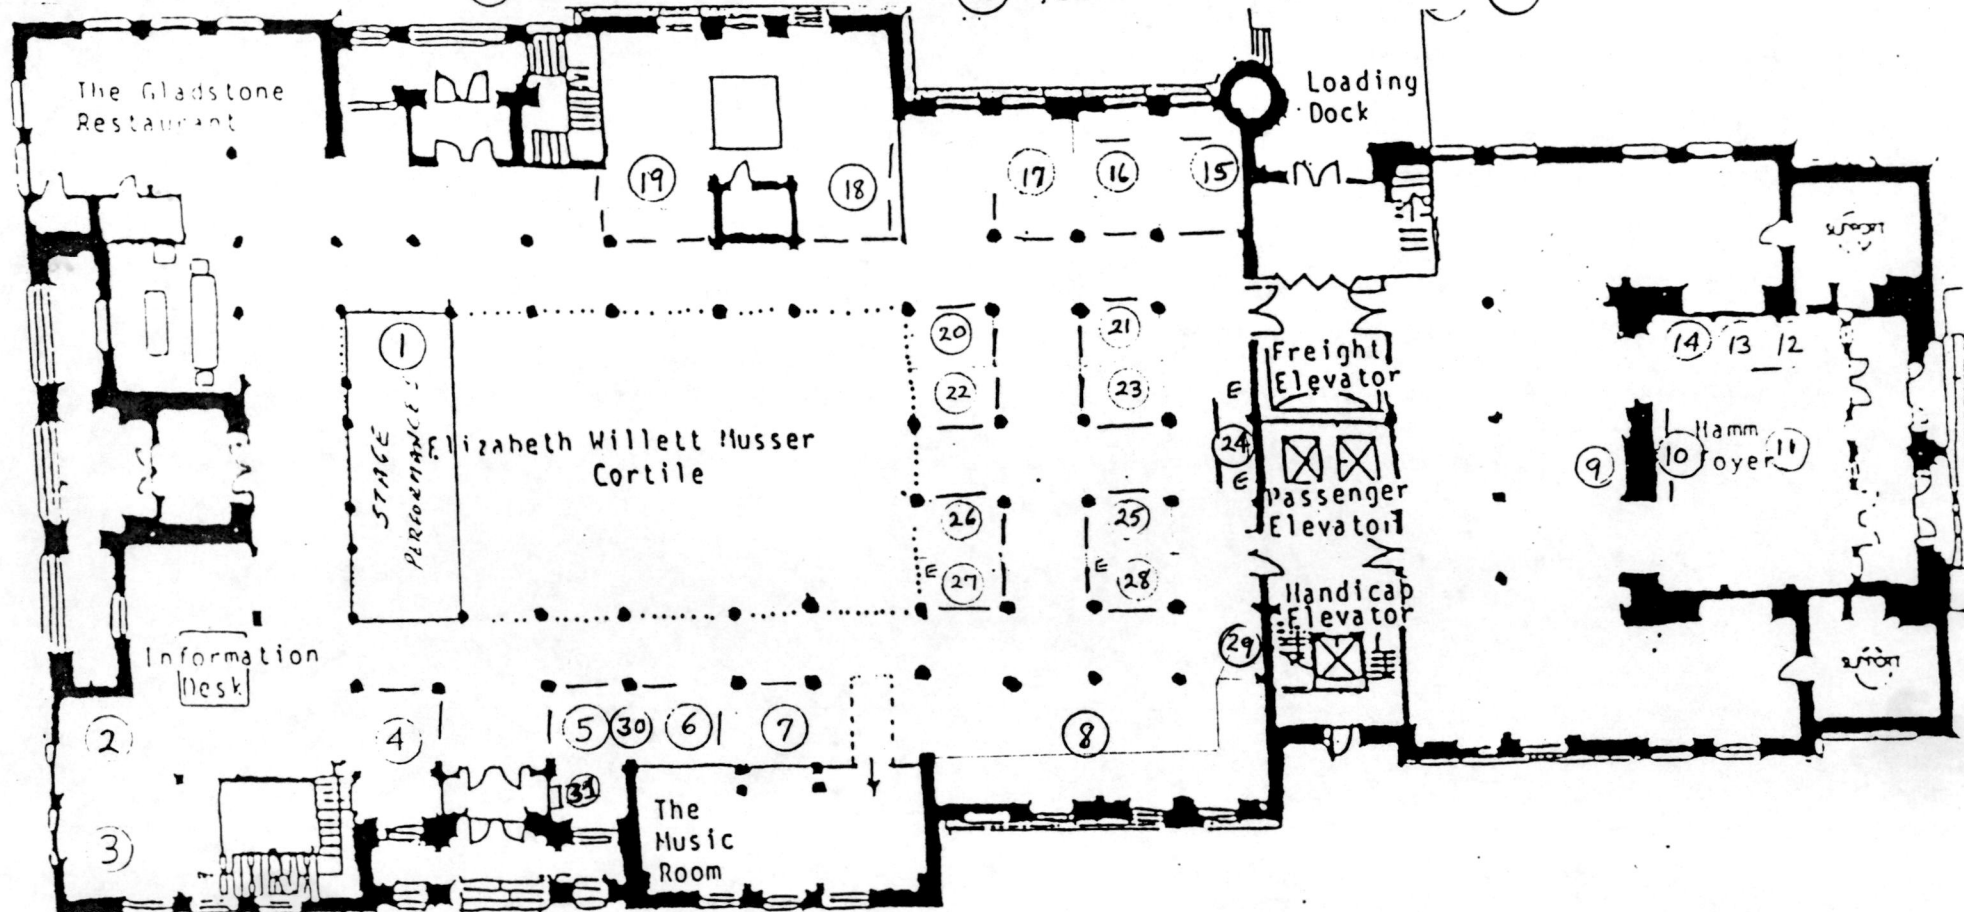 The Gladstone
Restaurant
Loading
Dock
19
18
17
16
15
1
STAGE
PERFORMANCE
Elizabeth Willett Musser
Cortile
20
21
22
23
Freight
Elevator
E
24
E
Passenger
Elevator
26
25
E
27
E
28
Handicap
Elevator
29
14
13
12
9
10
Hamm
Foyer
11
Information
Desk
2
3
4
5
30
6
7
8
31
The
Music
Room